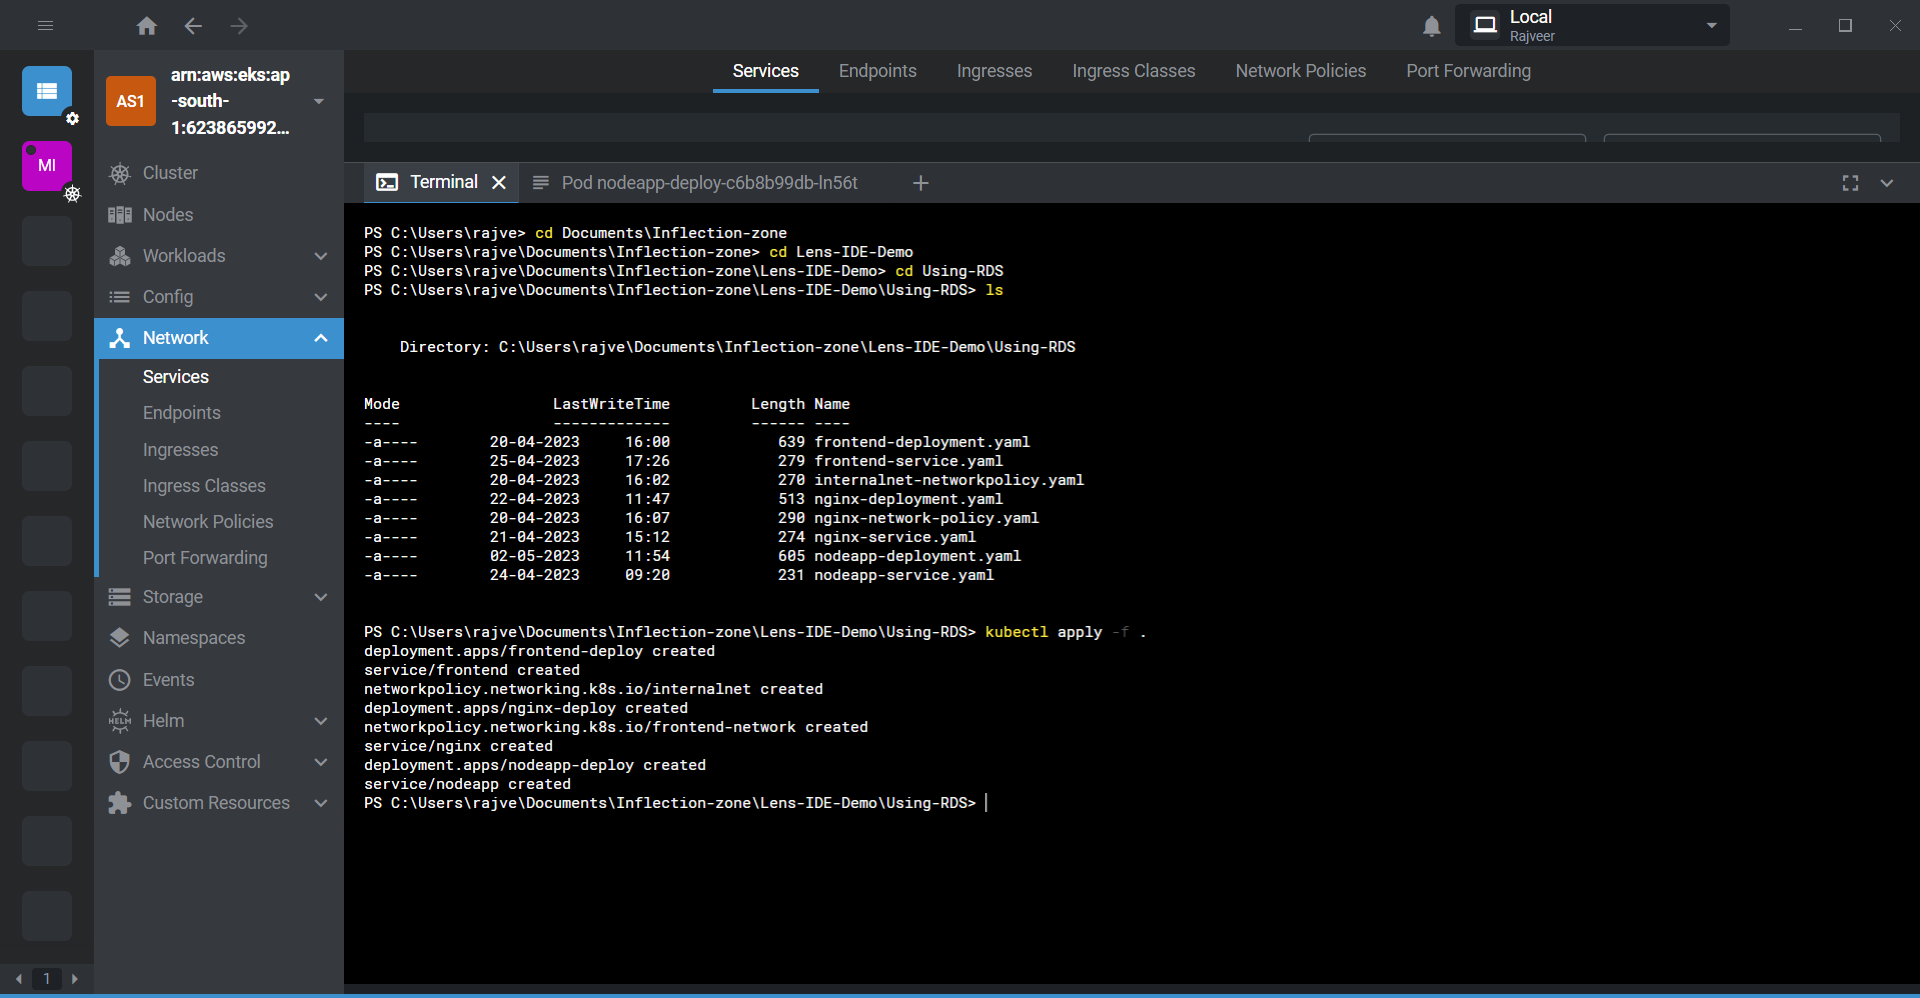 Local
Rajveer
AS1
arn:aws:eks:ap
-south-
1:623865992...
Services Endpoints Ingresses Ingress Classes Network Policies Port Forwarding
MI
Cluster
Nodes
Workloads
Config
Network
Services
Endpoints
Ingresses
Ingress Classes
Network Policies
Port Forwarding
Storage
Namespaces
Events
HELM Helm
Access Control
Custom Resources
1
Terminal Pod nodeapp-deploy-c6b8b99db-ln56t
PS C:\Users\rajve> cd Documents\Inflection-zone
PS C:\Users\rajve\Documents\Inflection-zone> cd Lens-IDE-Demo
PS C:\Users\rajve\Documents\Inflection-zone\Lens-IDE-Demo> cd Using-RDS
PS C:\Users\rajve\Documents\Inflection-zone\Lens-IDE-Demo\Using-RDS> ls
Directory: C:\Users\rajve\Documents\Inflection-zone\Lens-IDE-Demo\Using-RDS
Mode LastWriteTime Length Name
---- ------------- ------ ----
-a---- 20-04-2023 16:00 639 frontend-deployment.yaml
-a---- 25-04-2023 17:26 279 frontend-service.yaml
-a---- 20-04-2023 16:02 270 internalnet-networkpolicy.yaml
-a---- 22-04-2023 11:47 513 nginx-deployment.yaml
-a---- 20-04-2023 16:07 290 nginx-network-policy.yaml
-a---- 21-04-2023 15:12 274 nginx-service.yaml
-a---- 02-05-2023 11:54 605 nodeapp-deployment.yaml
-a---- 24-04-2023 09:20 231 nodeapp-service.yaml
PS C:\Users\rajve\Documents\Inflection-zone\Lens-IDE-Demo\Using-RDS> kubectl apply -f .
deployment.apps/frontend-deploy created
service/frontend created
networkpolicy.networking.k8s.io/internalnet created
deployment.apps/nginx-deploy created
networkpolicy.networking.k8s.io/frontend-network created
service/nginx created
deployment.apps/nodeapp-deploy created
service/nodeapp created
PS C:\Users\rajve\Documents\Inflection-zone\Lens-IDE-Demo\Using-RDS>